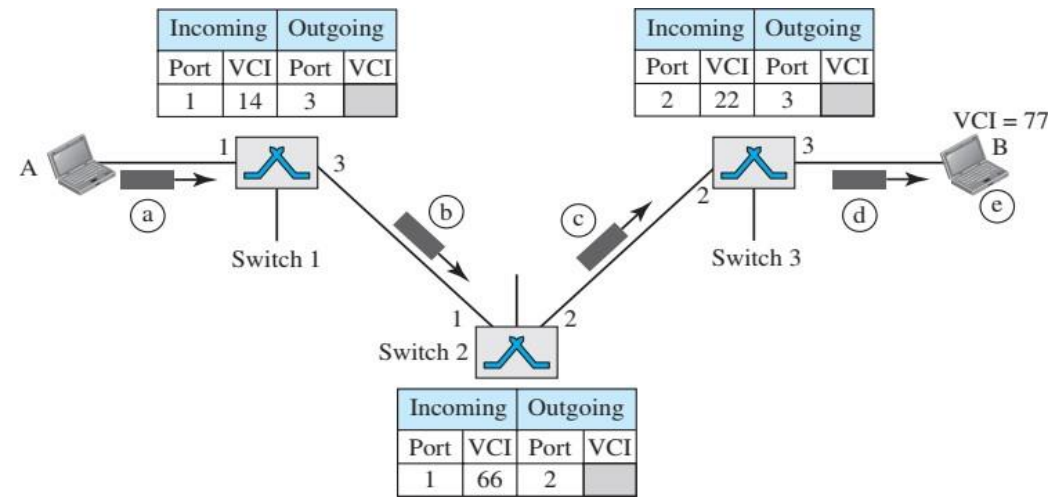 Incoming Outgoing
Port VCI Port VCI
1 14 3
Incoming Outgoing
Port VCI Port VCI
2 22 3
VCI = 77
A
1
3
a
b
c
2
3
d
B
e
Switch 1
Switch 3
1
2
Switch 2
Incoming Outgoing
Port VCI Port VCI
1 66 2